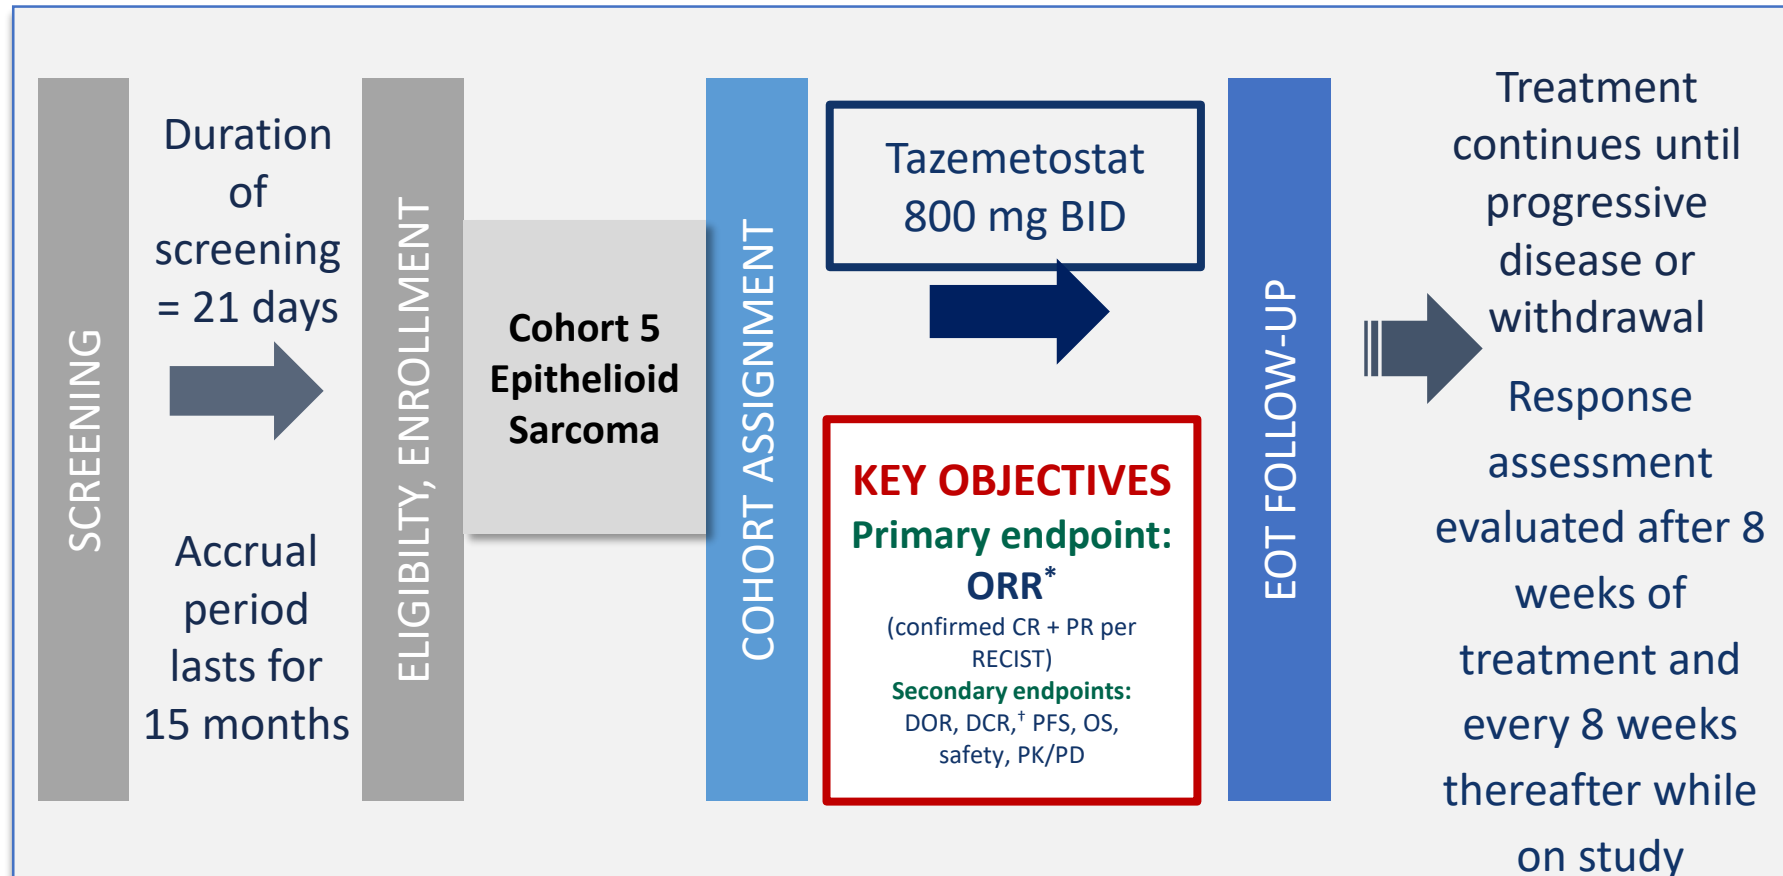 SCREENING
Duration
of
screening
= 21 days
Accrual
period
lasts for
15 months
ELIGIBILTY, ENROLLMENT
Cohort 5
Epithelioid
Sarcoma
COHORT ASSIGNMENT
Tazemetostat
800 mg BID
KEY OBJECTIVES
Primary endpoint:
ORR*
(confirmed CR + PR per
RECIST)
Secondary endpoints:
DOR, DCR,† PFS, OS,
safety, PK/PD
EOT FOLLOW-UP
Treatment
continues until
progressive
disease or
withdrawal
Response
assessment
evaluated after 8
weeks of
treatment and
every 8 weeks
thereafter while
on study